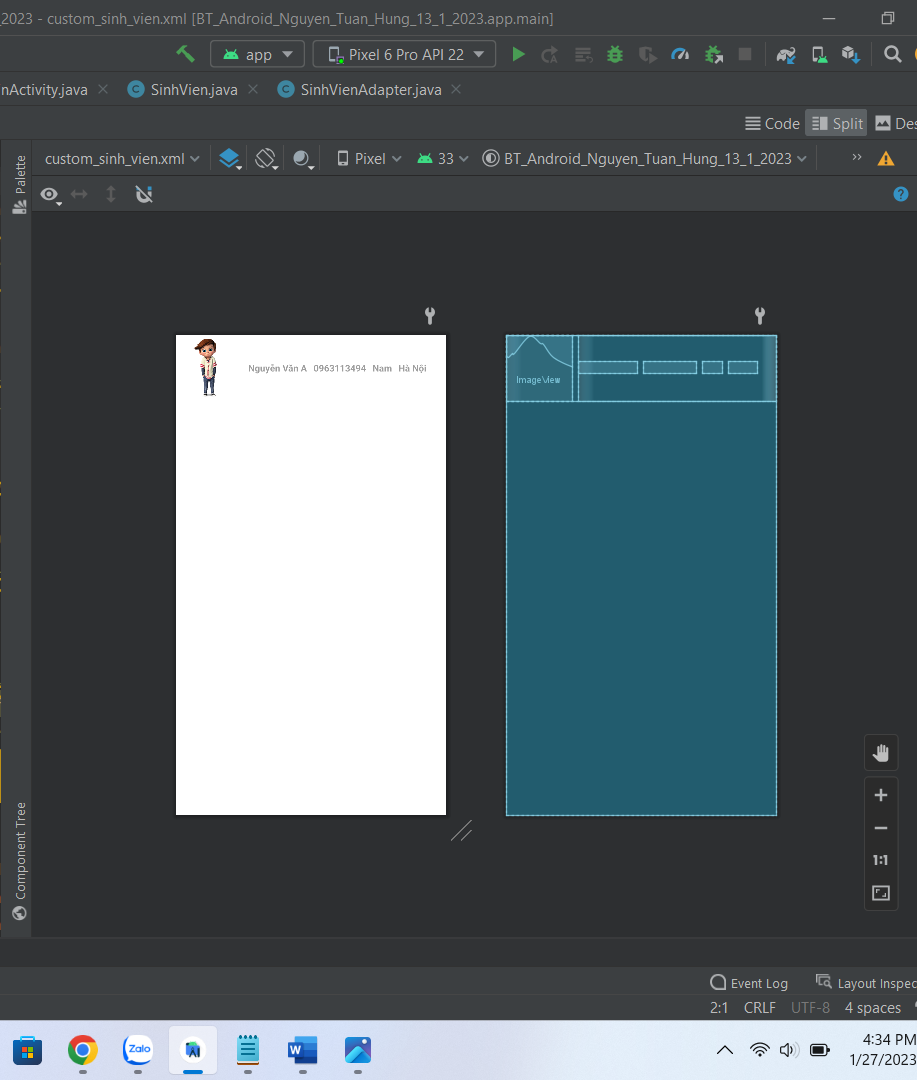 _2023 - custom_sinh_vien.xml [BT_Android_Nguyen_Tuan_Hung_13_1_2023.app.main]
app
Pixel 6 Pro API 22
nActivity.java
SinhVien.java
SinhVienAdapter.java
Code
Split
Des
Palette
custom_sinh_vien.xml
Pixel
33
BT_Android_Nguyen_Tuan_Hung_13_1_2023
Nguyễn Văn A 0963113494 Nam Hà Nội
ImageView
1:1
Component Tree
Event Log
Layout Inspec
2:1 CRLF UTF-8 4 spaces
Zalo
4:34 PM
1/27/2023